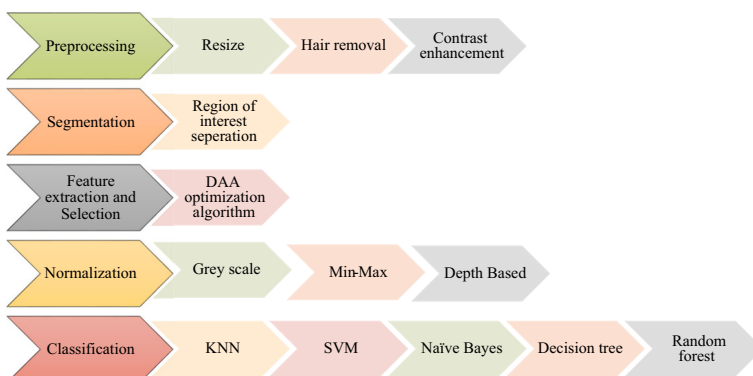 Preprocessing
Resize
Hair removal
Contrast
enhancement
Segmentation
Region of
interest
seperation
Feature
extraction and
Selection
DAA
optimization
algorithm
Normalization
Grey scale
Min-Max
Depth Based
Classification
KNN
SVM
Naïve Bayes
Decision tree
Random
forest